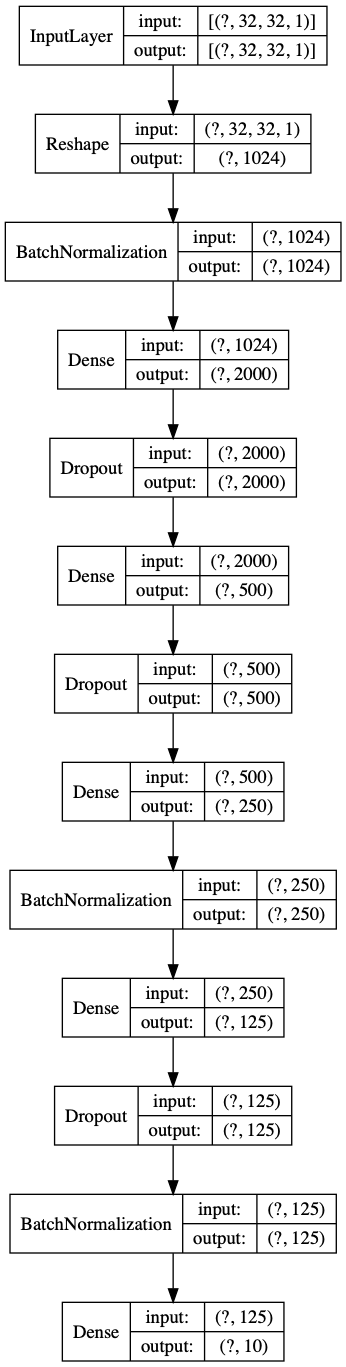 InputLayer input: [(?, 32, 32, 1)]
output: [(?, 32, 32, 1)]
Reshape input: (?, 32, 32, 1)
output: (?, 1024)
BatchNormalization input: (?, 1024)
output: (?, 1024)
Dense input: (?, 1024)
output: (?, 2000)
Dropout input: (?, 2000)
output: (?, 2000)
Dense input: (?, 2000)
output: (?, 500)
Dropout input: (?, 500)
output: (?, 500)
Dense input: (?, 500)
output: (?, 250)
BatchNormalization input: (?, 250)
output: (?, 250)
Dense input: (?, 250)
output: (?, 125)
Dropout input: (?, 125)
output: (?, 125)
BatchNormalization input: (?, 125)
output: (?, 125)
Dense input: (?, 125)
output: (?, 10)